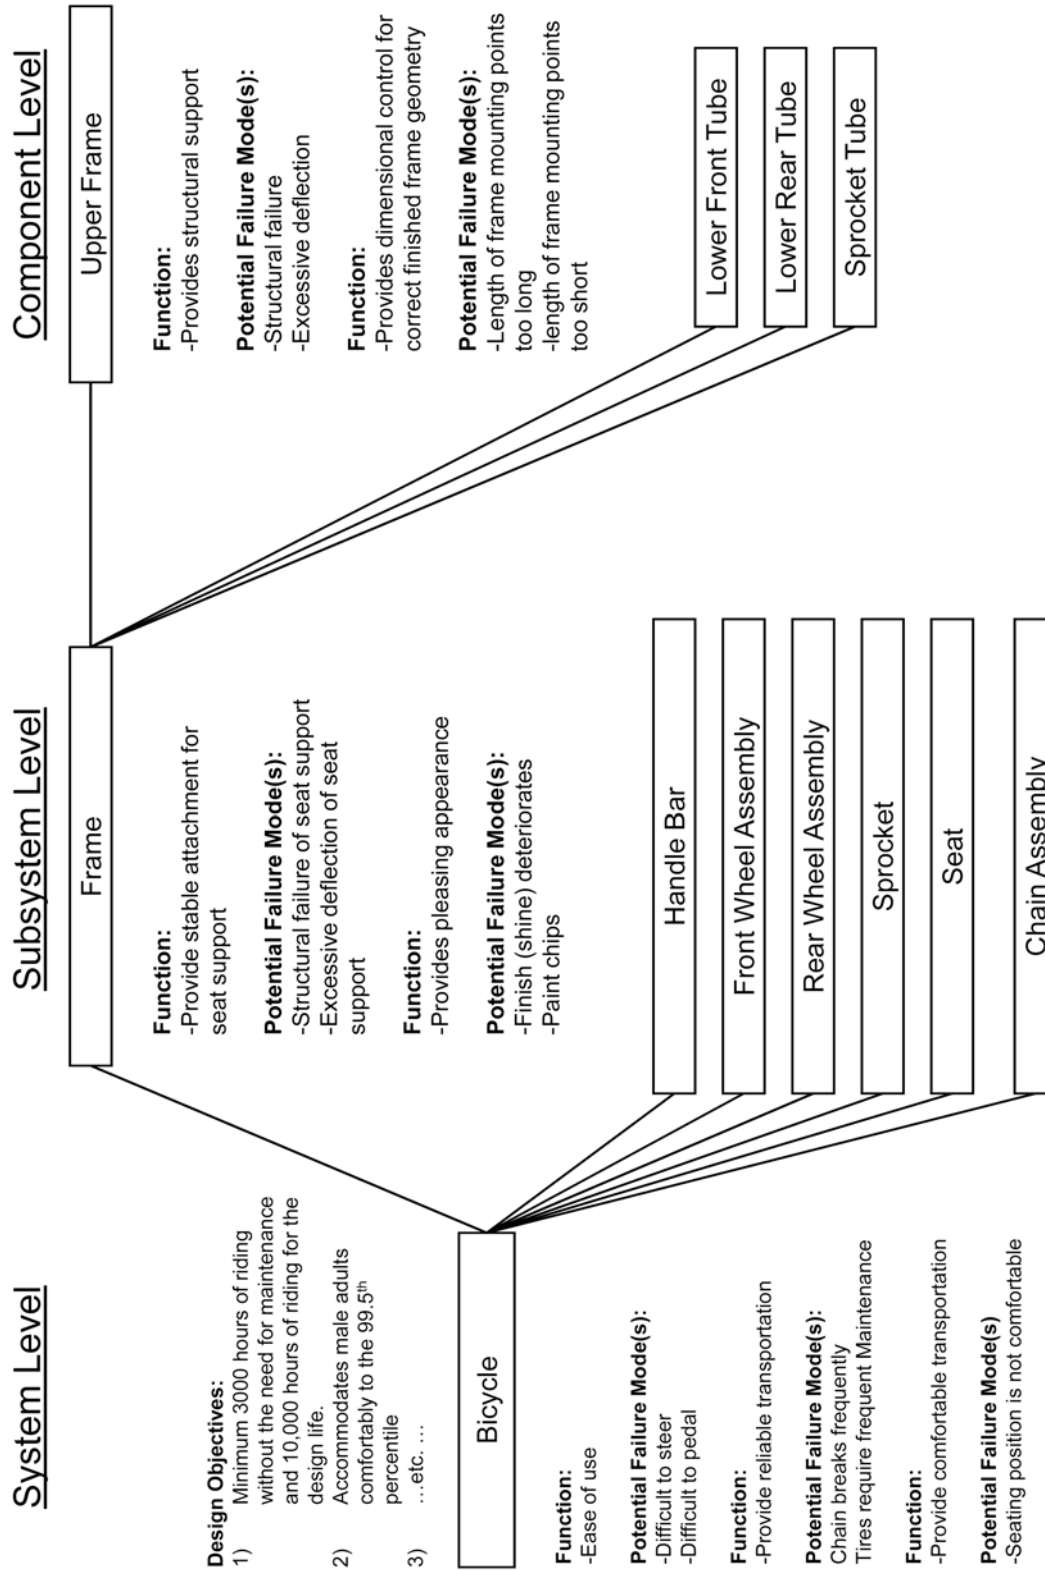 System Level
Design Objectives:
1) Minimum 3000 hours of riding
without the need for maintenance
and 10,000 hours of riding for the
design life.
2) Accommodates male adults
comfortably to the 99.5th
percentile
3) …etc. …
Bicycle
Function:
-Ease of use
Potential Failure Mode(s):
-Difficult to steer
-Difficult to pedal
Function:
-Provide reliable transportation
Potential Failure Mode(s):
Chain breaks frequently
Tires require frequent Maintenance
Function:
-Provide comfortable transportation
Potential Failure Mode(s)
-Seating position is not comfortable
Subsystem Level
Frame
Function:
-Provide stable attachment for
seat support
Potential Failure Mode(s):
-Structural failure of seat support
-Excessive deflection of seat
support
Function:
-Provides pleasing appearance
Potential Failure Mode(s):
-Finish (shine) deteriorates
-Paint chips
Handle Bar
Front Wheel Assembly
Rear Wheel Assembly
Sprocket
Seat
Chain Assembly
Component Level
Upper Frame
Function:
-Provides structural support
Potential Failure Mode(s):
-Structural failure
-Excessive deflection
Function:
-Provides dimensional control for
correct finished frame geometry
Potential Failure Mode(s):
-Length of frame mounting points
too long
-length of frame mounting points
too short
Lower Front Tube
Lower Rear Tube
Sprocket Tube